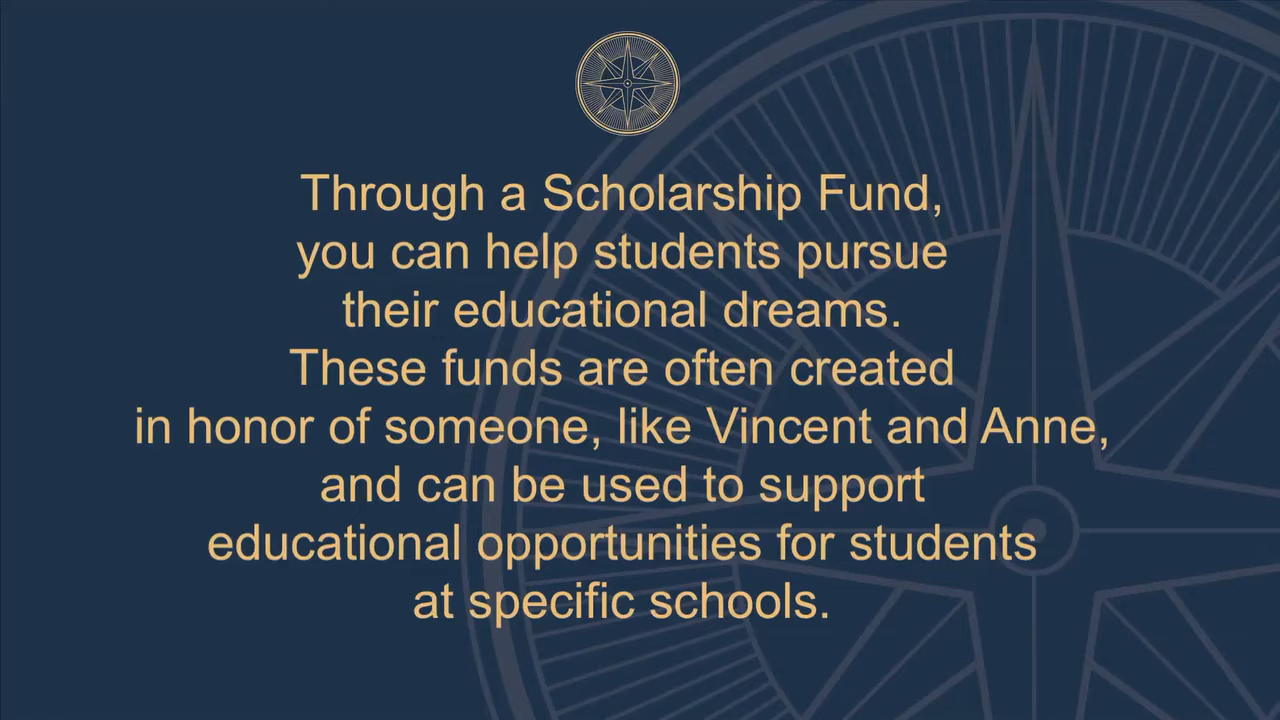 Through a Scholarship Fund,
you can help students pursue
their educational dreams.
These funds are often created
in honor of someone, like Vincent and Anne,
and can be used to support
educational opportunities for students
at specific schools.